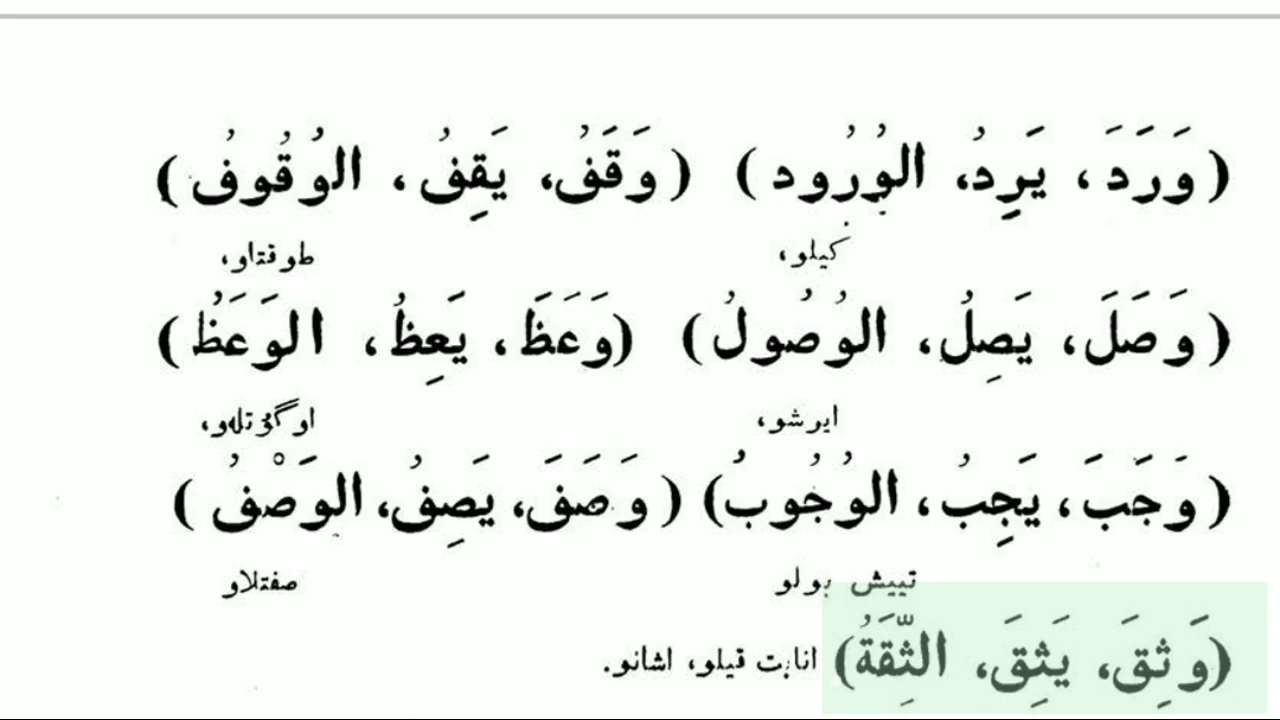 (وَرَدَ، يَرِدُ، الوُرُود) (وَقَفَ، يَقِفُ، الوُقُوفُ)
كيلو، طوقتاو،
(وَصَلَ، يَصِلُ، الوُصُولُ) (وَعَظَ، يَعِظُ، الوَعَظُ)
ايرشو، اوگۇتلەو،
(وَجَبَ، يَجِبُ، الوُجُوبُ) (وَصَفَ، يَصِفُ، الوَصْفُ)
تييش بولو صفتلاو
(وَثِقَ، يَثِقَ، الثِّقَةُ) انابت قيلو، اشانو.